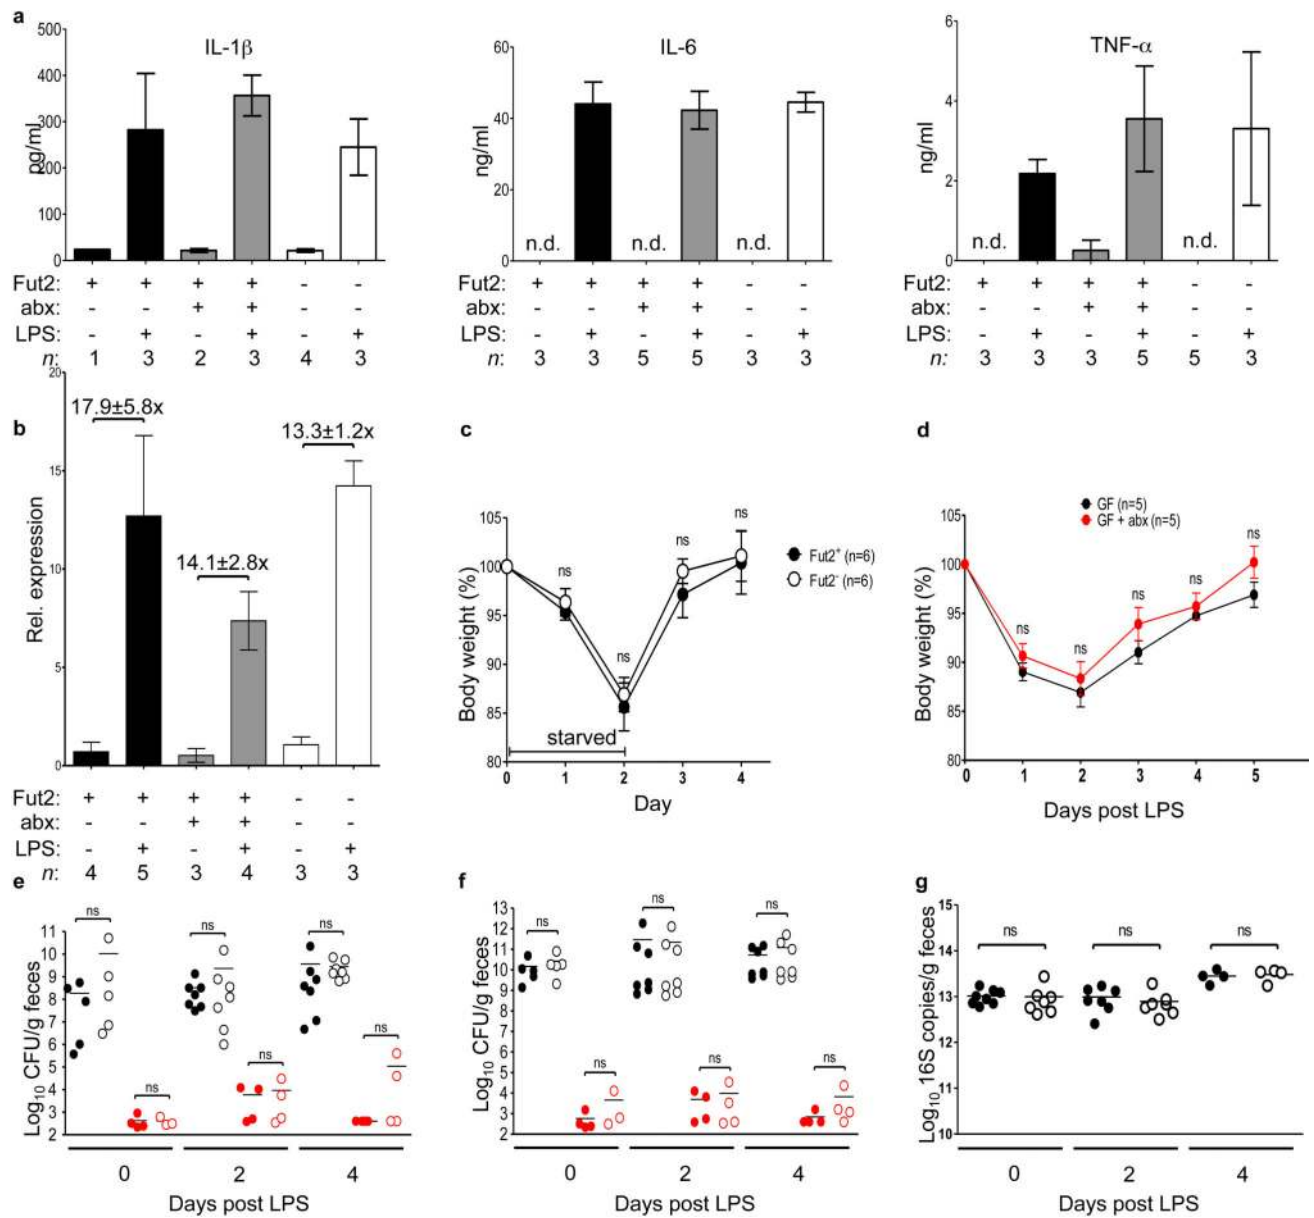 a
IL-1β
IL-6
TNF-α
500
400
300
200
100
0
pg/ml
60
40
20
0
ng/ml
6
4
2
0
ng/ml
n.d. n.d. n.d.
n.d. n.d.
Fut2: + + + + - -
abx: - - + + - -
LPS: - + - + - +
n: 1 3 2 3 4 3
Fut2: + + + + - -
abx: - - + + - -
LPS: - + - + - +
n: 3 3 5 5 3 3
Fut2: + + + + - -
abx: - - + + - -
LPS: - + - + - +
n: 3 3 3 5 5 3
b
20
15
10
5
0
Rel. expression
17.9±5.8x
14.1±2.8x
13.3±1.2x
Fut2: + + + + - -
abx: - - + + - -
LPS: - + - + - +
n: 4 5 3 4 3 3
c
105
100
95
90
85
80
Body weight (%)
ns ns ns ns
Fut2+ (n=6)
Fut2- (n=6)
starved
0 1 2 3 4
Day
d
105
100
95
90
85
80
Body weight (%)
GF (n=5)
GF + abx (n=5)
ns ns ns ns ns
0 1 2 3 4 5
Days post LPS
e
11
10
9
8
7
6
5
4
3
2
Log10 CFU/g feces
ns ns ns
ns ns ns
0 2 4
Days post LPS
f
13
12
11
10
9
8
7
6
5
4
3
2
Log10 CFU/g feces
ns ns ns
ns ns ns
0 2 4
Days post LPS
g
15
14
13
12
11
10
Log10 16S copies/g feces
ns ns ns
0 2 4
Days post LPS